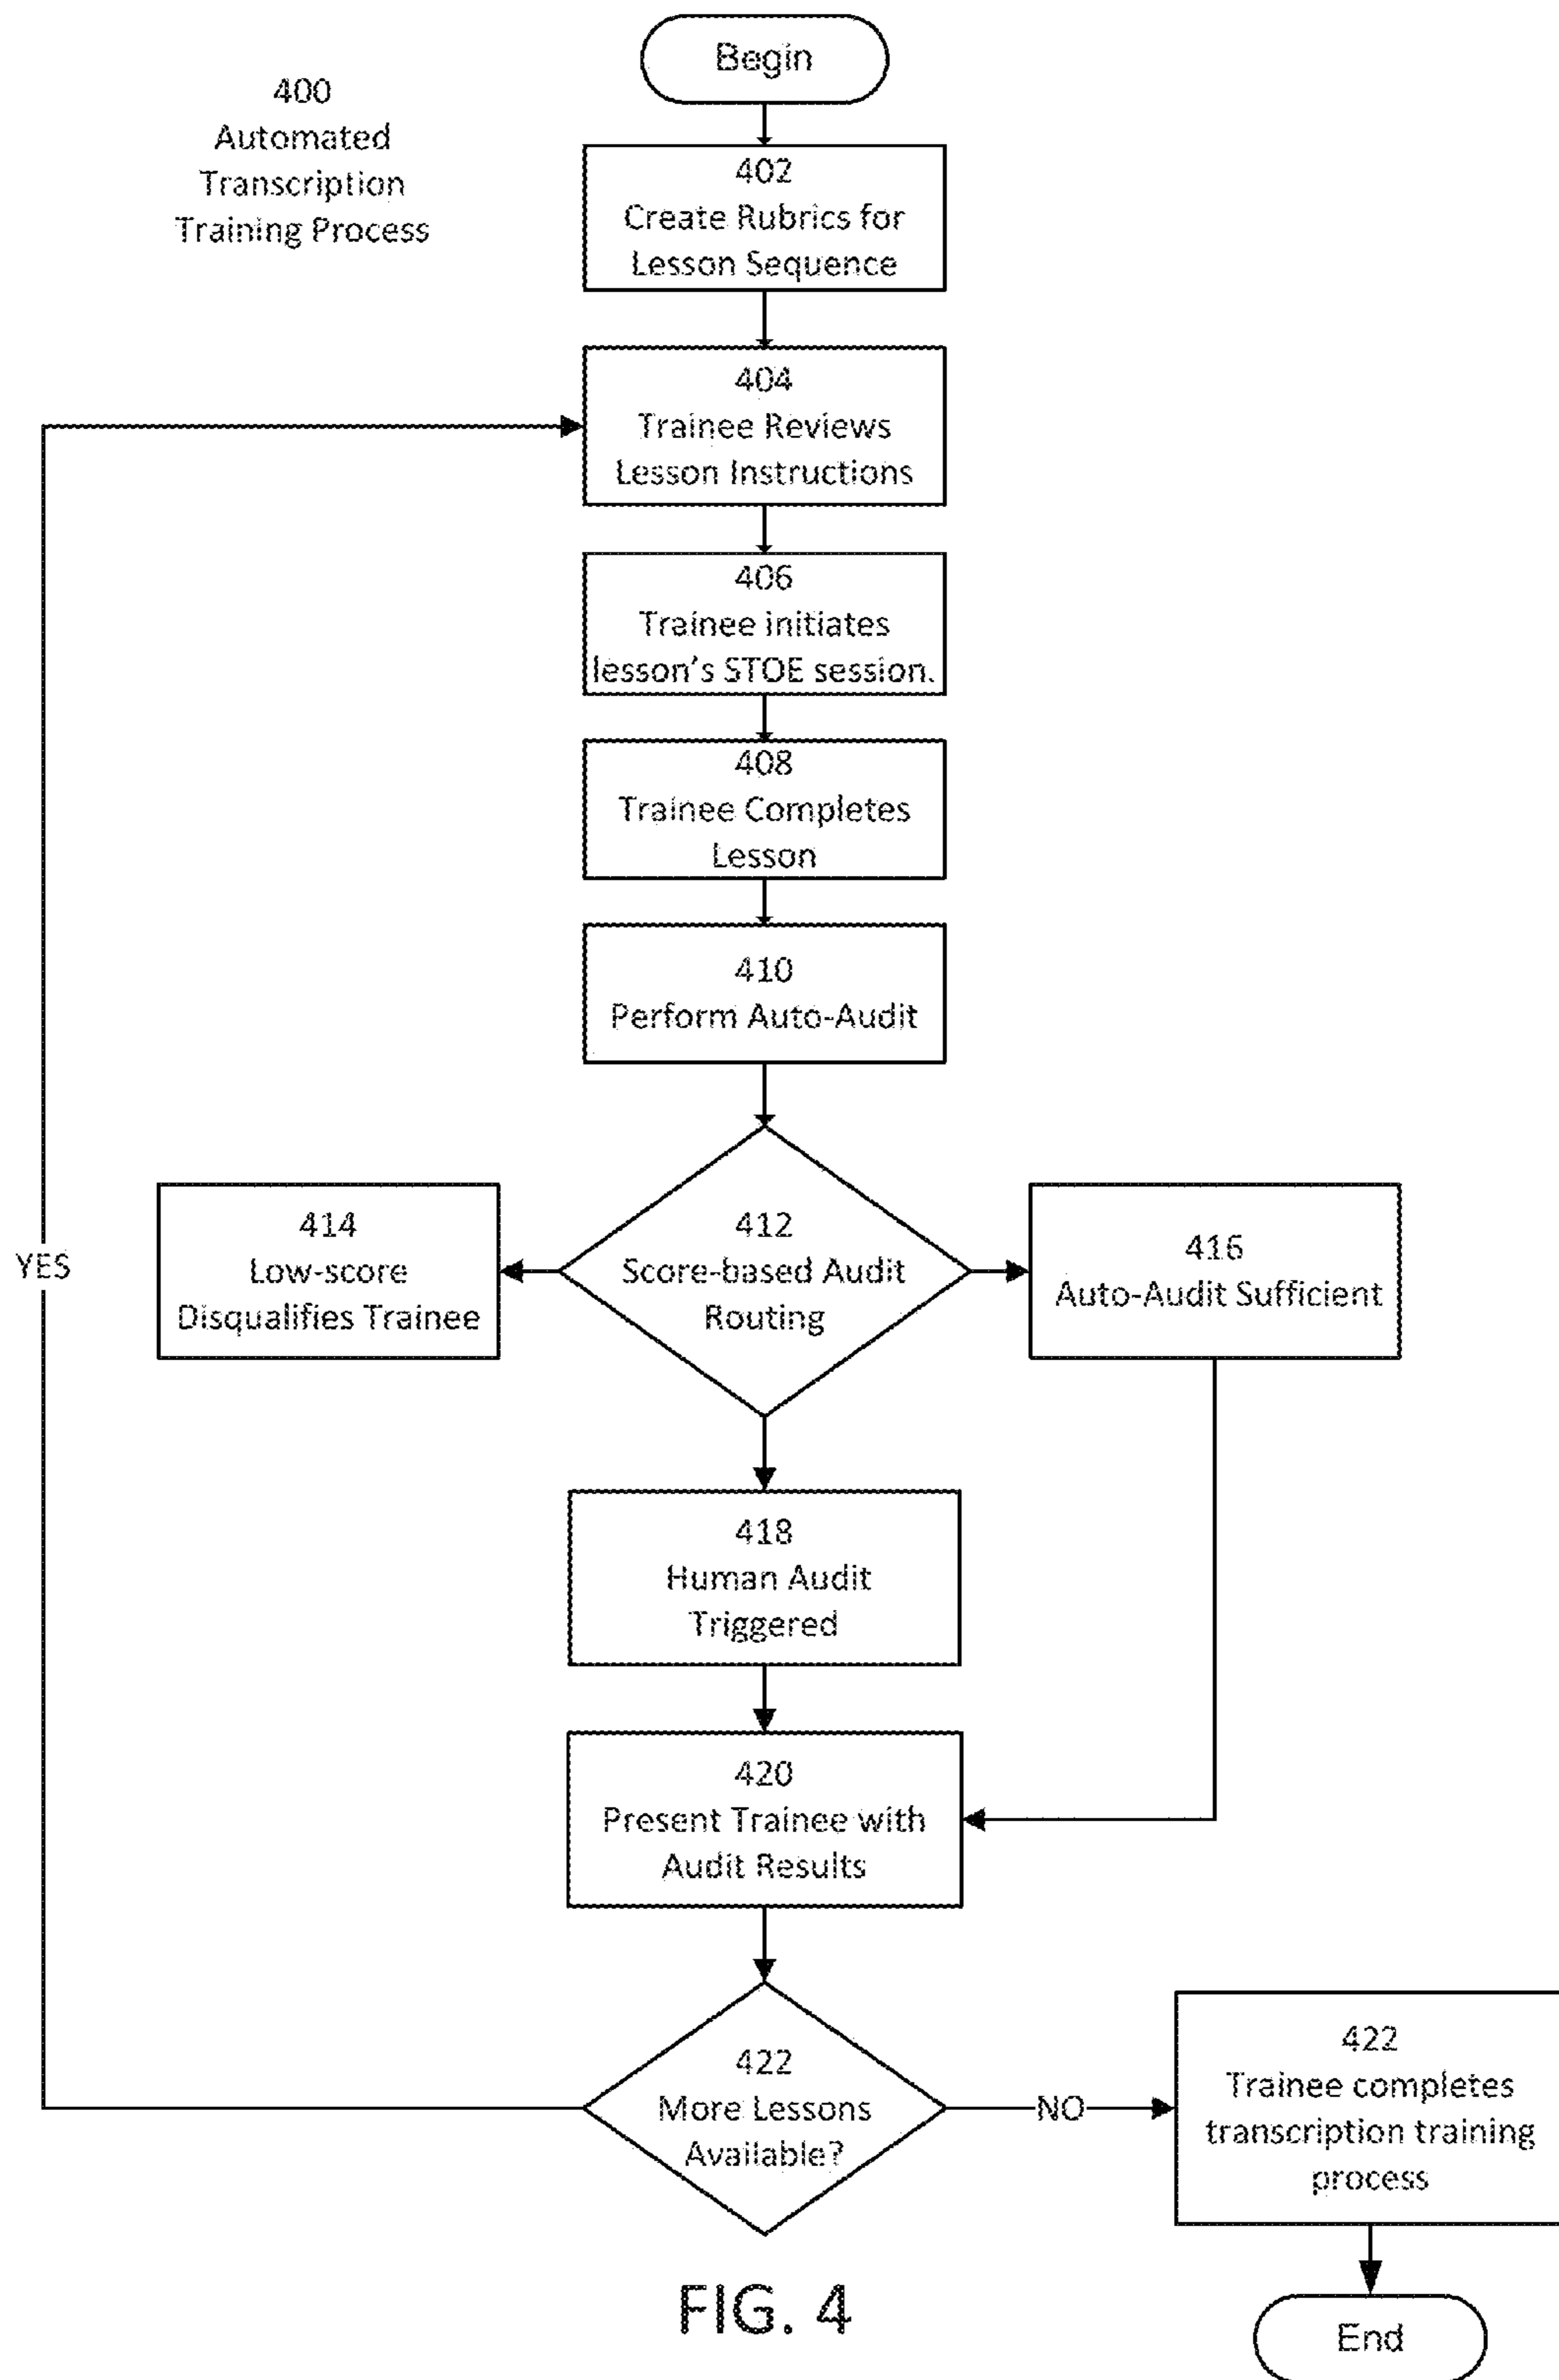 Begin
400
Automated
Transcription
Training Process
402
Create Rubrics for
Lesson Sequence
404
Trainee Reviews
Lesson Instructions
406
Trainee initiates
lesson's STOE session.
408
Trainee Completes
Lesson
410
Perform Auto-Audit
414
Low-score
Disqualifies Trainee
412
Score-based Audit
Routing
416
Auto-Audit Sufficient
YES
418
Human Audit
Triggered
420
Present Trainee with
Audit Results
422
More Lessons
Available?
NO
422
Trainee completes
transcription training
process
FIG. 4
End